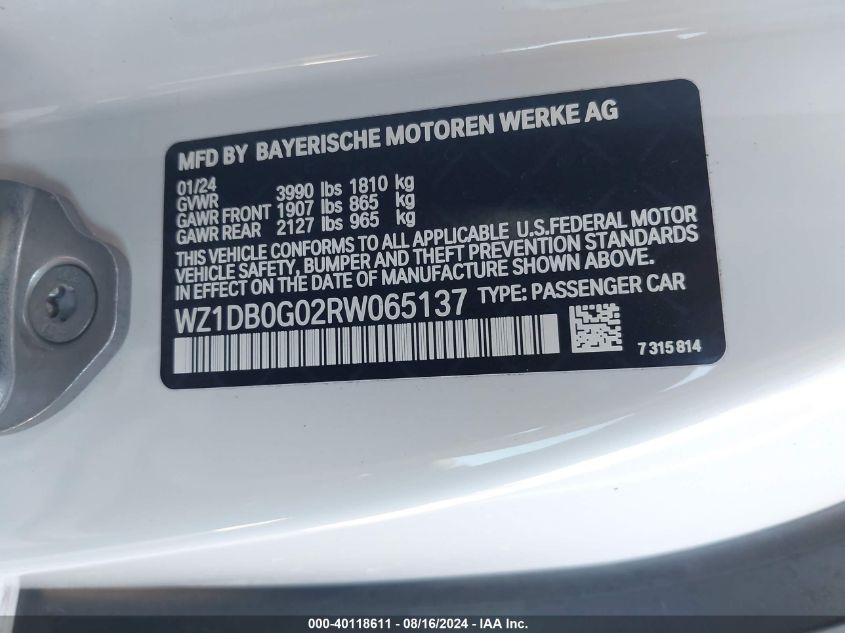 MFD BY BAYERISCHE MOTOREN WERKE AG
01/24
GVWR 3990 lbs 1810 kg
GAWR FRONT 1907 lbs 865 kg
GAWR REAR 2127 lbs 965 kg
THIS VEHICLE CONFORMS TO ALL APPLICABLE U.S.FEDERAL MOTOR
VEHICLE SAFETY, BUMPER AND THEFT PREVENTION STANDARDS
IN EFFECT ON THE DATE OF MANUFACTURE SHOWN ABOVE.
WZ1DB0G02RW065137 TYPE: PASSENGER CAR
7315814
000-40118611 / 08/16/2024 - IAA Inc.